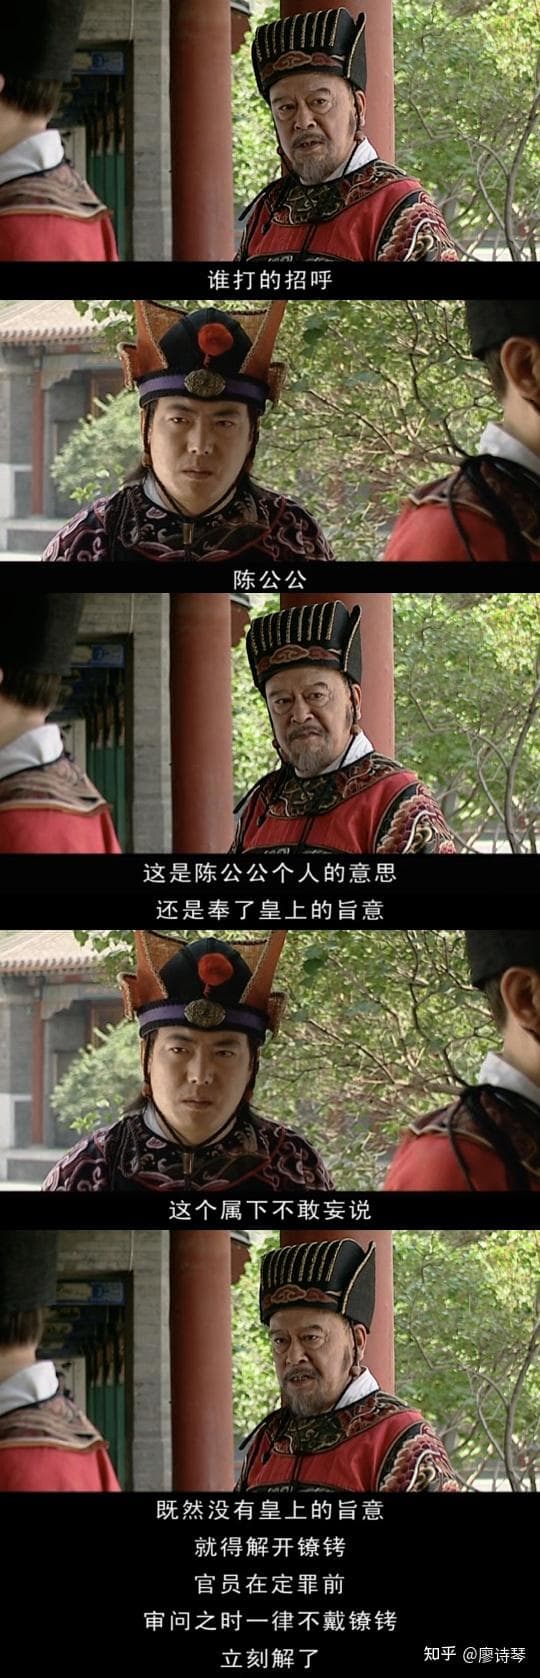 谁打的招呼
陈公公
这是陈公公个人的意思
还是奉了皇上的旨意
这个属下不敢妄说
既然没有皇上的旨意
就得解开镣铐
官员在定罪前
审问之时一律不戴镣铐
立刻解了
知乎 @廖诗琴